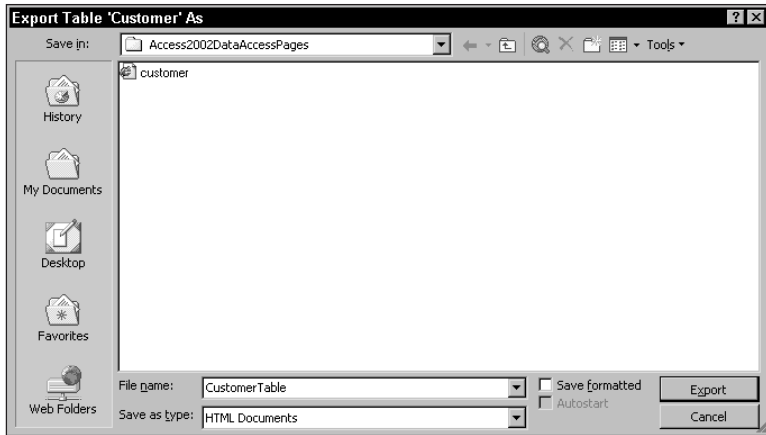 Export Table 'Customer' As
Save in: Access2002DataAccessPages Tools
customer
History
My Documents
Desktop
Favorites
Web Folders
File name: CustomerTable Save formatted Export
Autostart
Save as type: HTML Documents Cancel